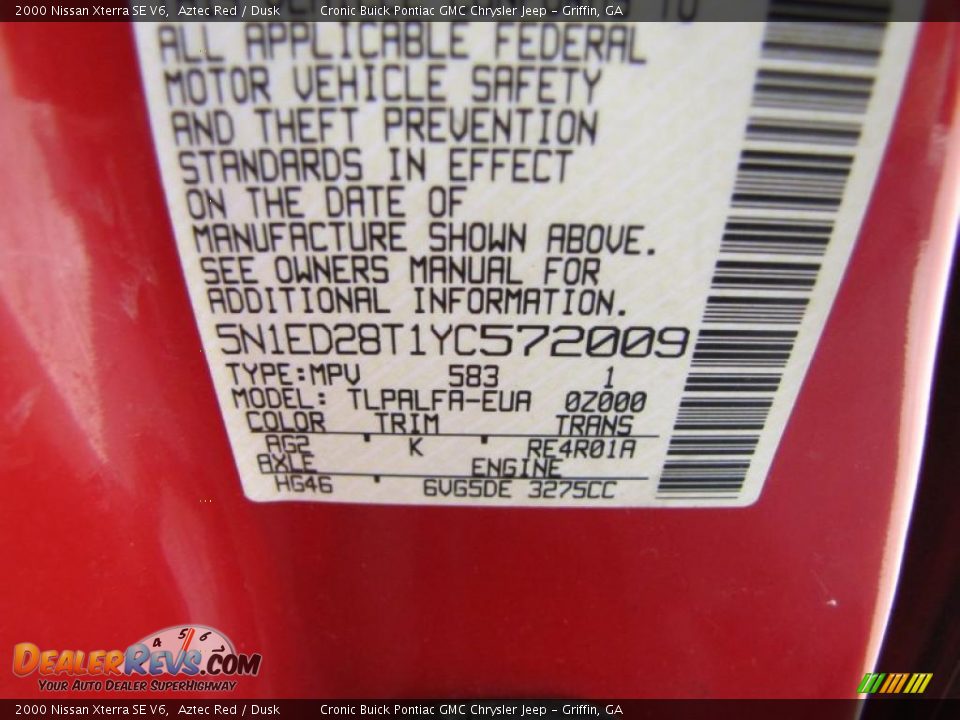 2000 Nissan Xterra SE V6, Aztec Red / Dusk Cronic Buick Pontiac GMC Chrysler Jeep - Griffin, GA
ALL APPLICABLE FEDERAL
MOTOR VEHICLE SAFETY
AND THEFT PREVENTION
STANDARDS IN EFFECT
ON THE DATE OF
MANUFACTURE SHOWN ABOVE.
SEE OWNERS MANUAL FOR
ADDITIONAL INFORMATION.
5N1ED28T1YC572009
TYPE:MPV 583 1
MODEL: TLPALFA-EUA 0Z000
COLOR TRIM TRANS
AG2 K RE4R01A
AXLE ENGINE
HG46 6VG5DE 3275CC
4 5 6
DEALERREVS.COM
YOUR AUTO DEALER SUPERHIGHWAY
2000 Nissan Xterra SE V6, Aztec Red / Dusk Cronic Buick Pontiac GMC Chrysler Jeep - Griffin, GA